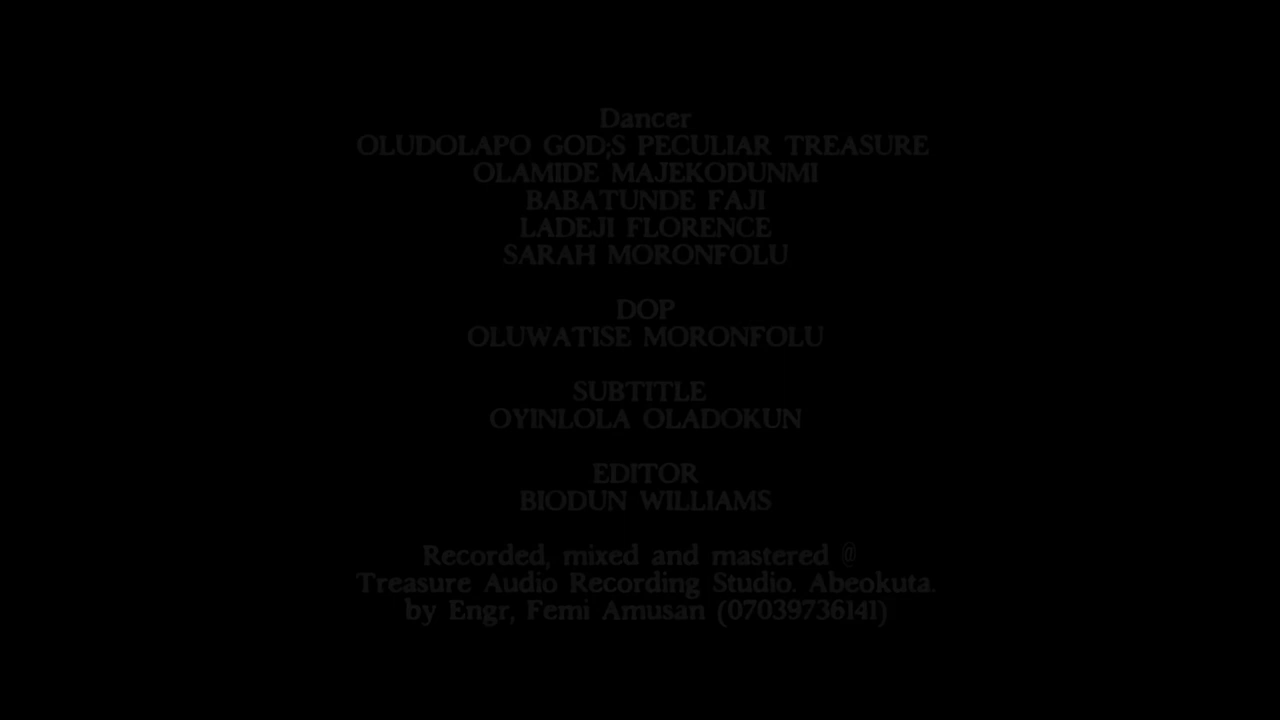 Dancer
OLUDOLAPO GOD;S PECULIAR TREASURE
OLAMIDE MAJEKODUNMI
BABATUNDE FAJI
LADEJI FLORENCE
SARAH MORONFOLU
DOP
OLUWATISE MORONFOLU
SUBTITLE
OYINLOLA OLADOKUN
EDITOR
BIODUN WILLIAMS
Recorded, mixed and mastered @
Treasure Audio Recording Studio. Abeokuta.
by Engr, Femi Amusan (07039736141)